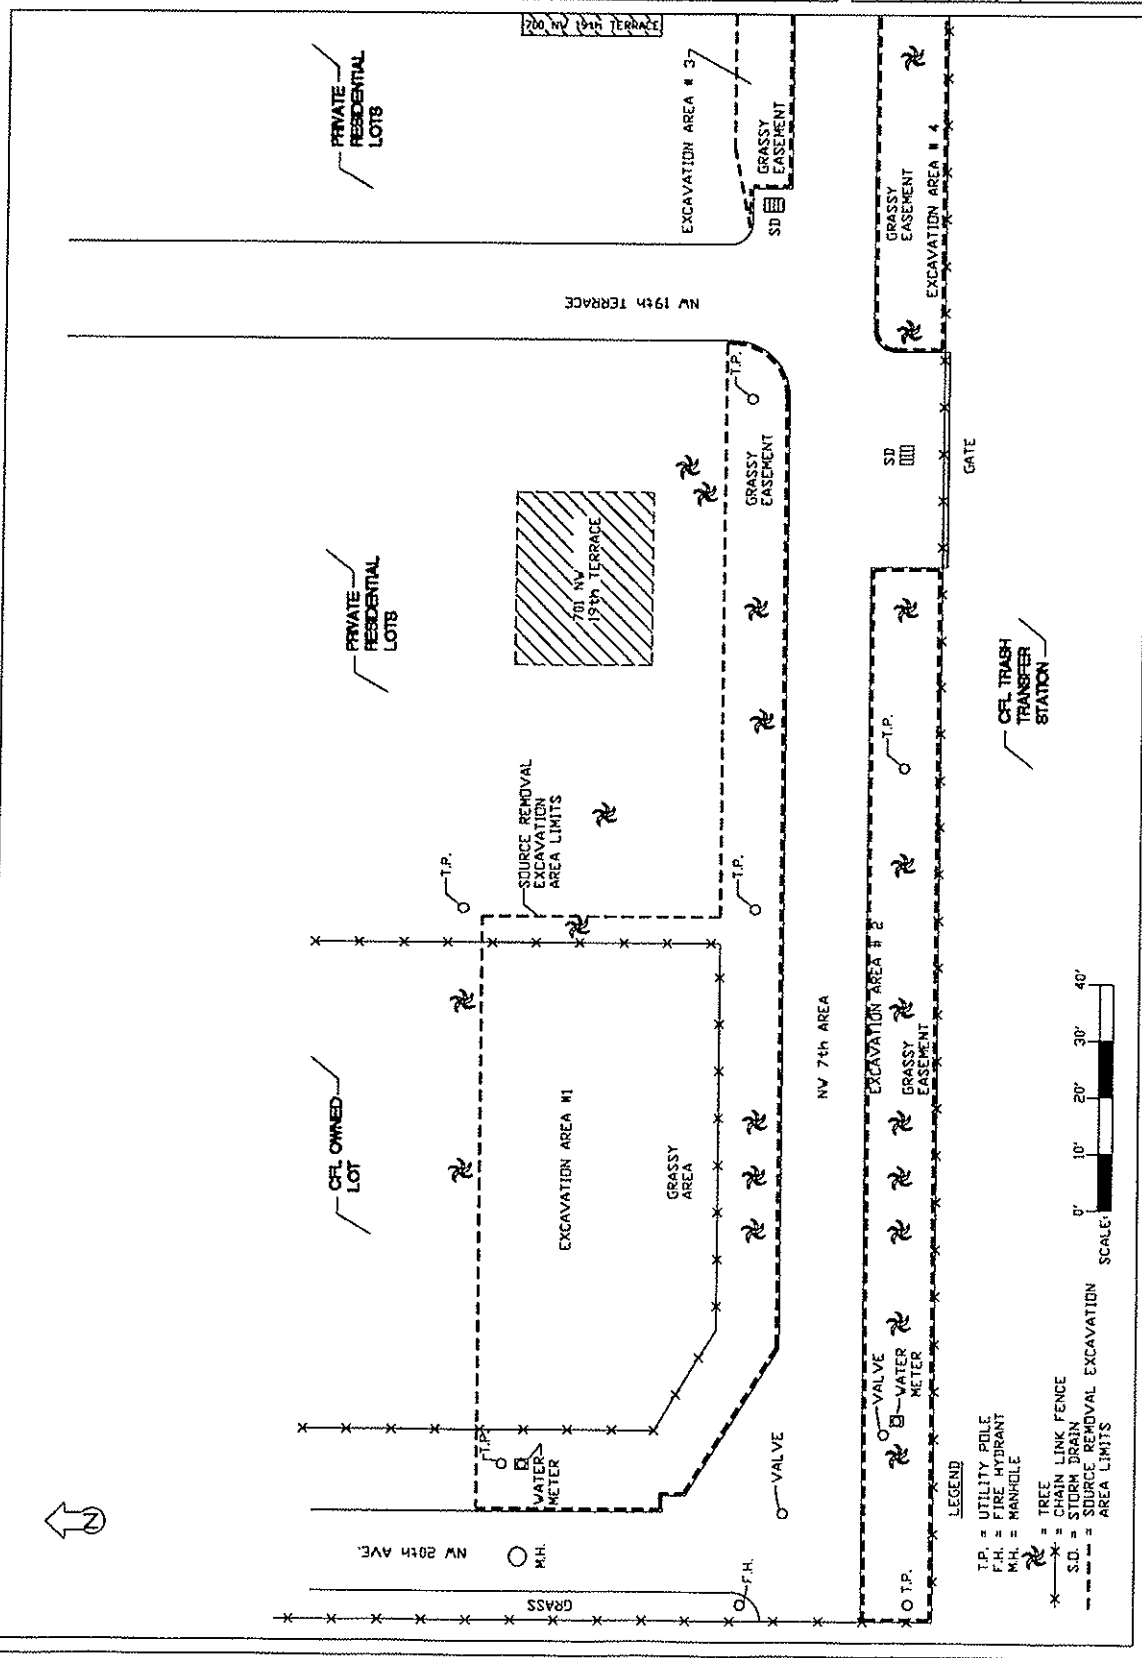 700 NW 19th TERRACE
PRIVATE
RESIDENTIAL
LOTS
EXCAVATION AREA # 3
GRASSY
EASEMENT
SD
GRASSY
EASEMENT
EXCAVATION AREA # 4
NW 19th TERRACE
T.P.
GRASSY
EASEMENT
SD
GATE
PRIVATE
RESIDENTIAL
LOTS
701 NW
19th TERRACE
CFL TRASH
TRANSFER
STATION
T.P.
SOURCE REMOVAL
EXCAVATION
AREA LIMITS
T.P.
T.P.
CFL OWNED
LOT
EXCAVATION AREA #1
GRASSY
AREA
NW 7th AREA
EXCAVATION AREA # 2
GRASSY
EASEMENT
T.P.
WATER
METER
VALVE
VALVE
WATER
METER
NW 20th AVE.
M.H.
GRASS
F.H.
T.P.
N
LEGEND
T.P. = UTILITY POLE
F.H. = FIRE HYDRANT
M.H. = MANHOLE
= TREE
= CHAIN LINK FENCE
S.D. = STORM DRAIN
= SOURCE REMOVAL EXCAVATION
AREA LIMITS
SCALE:
0' 10' 20' 30' 40'